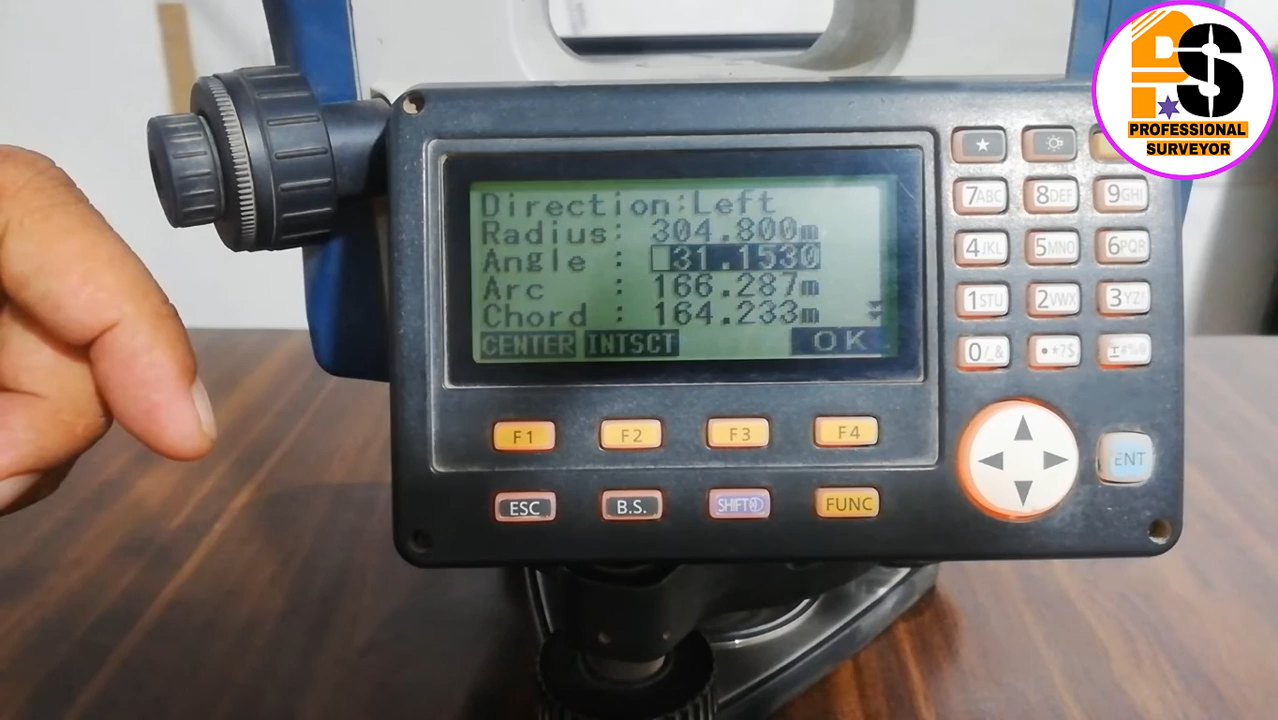 Direction:Left
Radius: 304.800m
Angle : 31.1530
Arc : 166.287m
Chord : 164.233m
CENTER INTSCT OK
F1 F2 F3 F4
ESC B.S. SHIFT FUNC
★
7ABC 8DEF 9GHI
4JKL 5MNO 6PQR
1STU 2VWX 3YZ
0/_& •*?$ ±#%@
ENT
PS
PROFESSIONAL
SURVEYOR